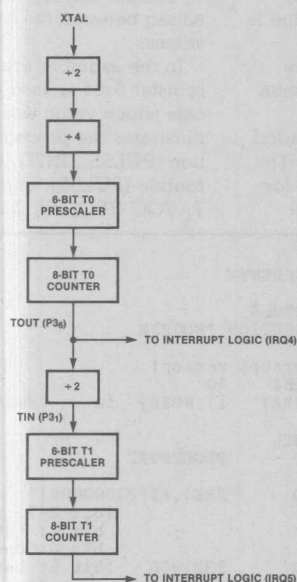 XTAL
÷2
÷4
6-BIT T0
PRESCALER
8-BIT T0
COUNTER
TOUT (P3₆)
TO INTERRUPT LOGIC (IRQ4)
÷2
TIN (P3₁)
6-BIT T1
PRESCALER
8-BIT T1
COUNTER
TO INTERRUPT LOGIC (IRQ5)